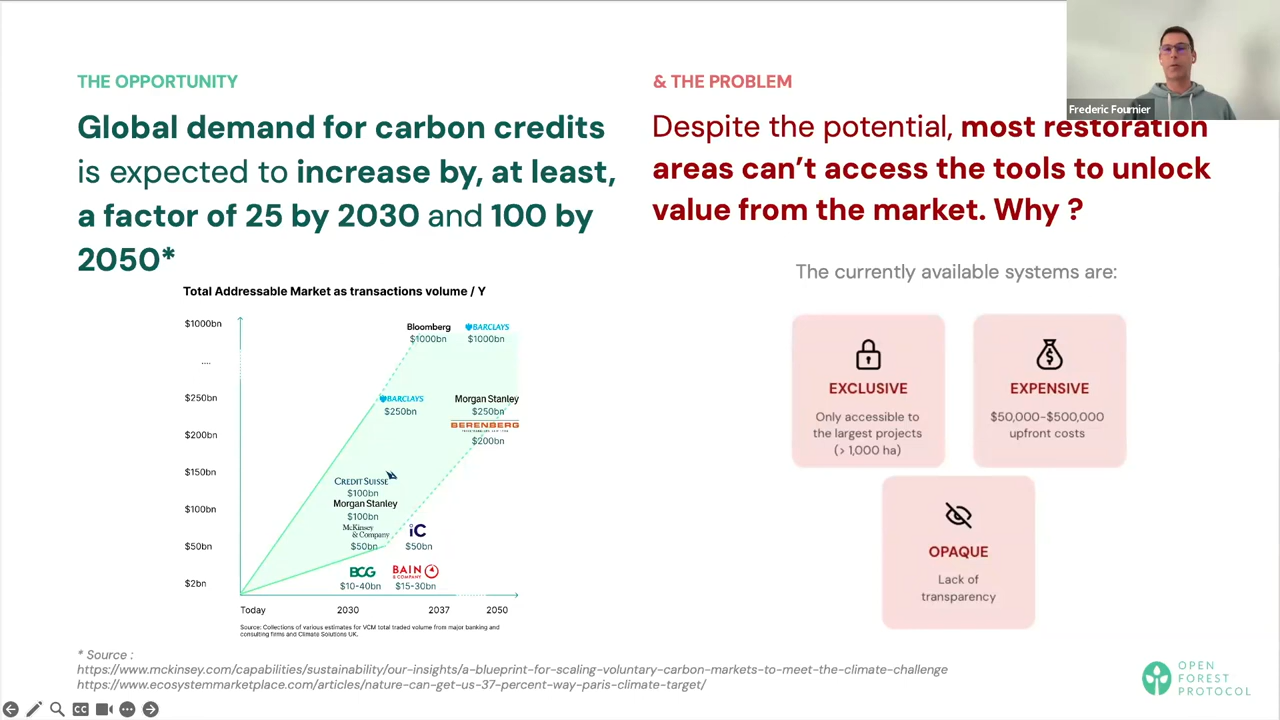 THE OPPORTUNITY
Global demand for carbon credits
is expected to increase by, at least,
a factor of 25 by 2030 and 100 by
2050*
Total Addressable Market as transactions volume / Y
$1000bn
....
$250bn
$200bn
$150bn
$100bn
$50bn
$2bn
Bloomberg
$1000bn
BARCLAYS
$1000bn
BARCLAYS
$250bn
Morgan Stanley
$250bn
BERENBERG
$200bn
CREDIT SUISSE
$100bn
Morgan Stanley
$100bn
McKinsey
& Company
$50bn
iC
$50bn
BCG
$10-40bn
BAIN
& COMPANY
$15-30bn
Today
2030
2037
2050
Source: Collections of various estimates for VCM total traded volume from major banking and
consulting firms and Climate Solutions UK.
& THE PROBLEM
Despite the potential, most restoration
areas can’t access the tools to unlock
value from the market. Why ?
The currently available systems are:
EXCLUSIVE
Only accessible to
the largest projects
(> 1,000 ha)
EXPENSIVE
$50,000-$500,000
upfront costs
OPAQUE
Lack of
transparency
* Source :
https://www.mckinsey.com/capabilities/sustainability/our-insights/a-blueprint-for-scaling-voluntary-carbon-markets-to-meet-the-climate-challenge
https://www.ecosystemmarketplace.com/articles/nature-can-get-us-37-percent-way-paris-climate-target/
OPEN
FOREST
PROTOCOL
Frederic Fournier
CC